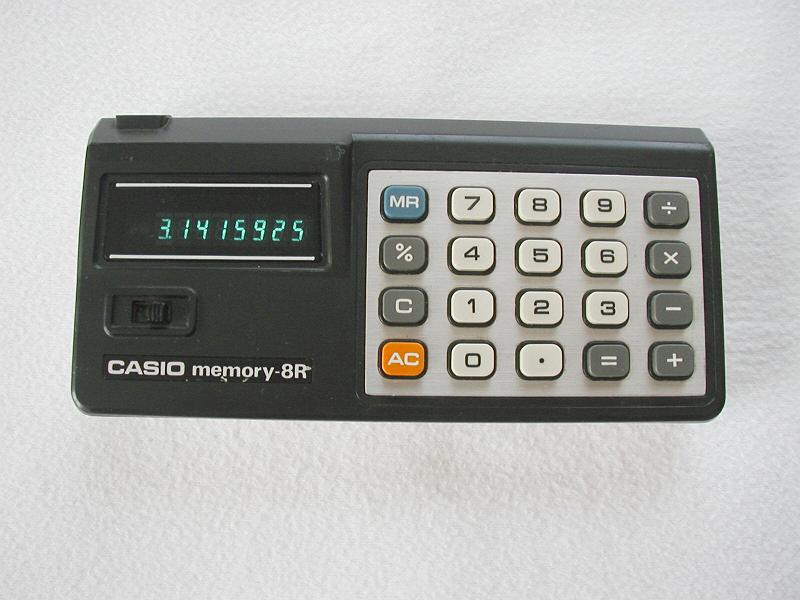 3.1415925
CASIO memory-8R
MR 7 8 9 ÷
% 4 5 6 ×
C 1 2 3 −
AC 0 . = +